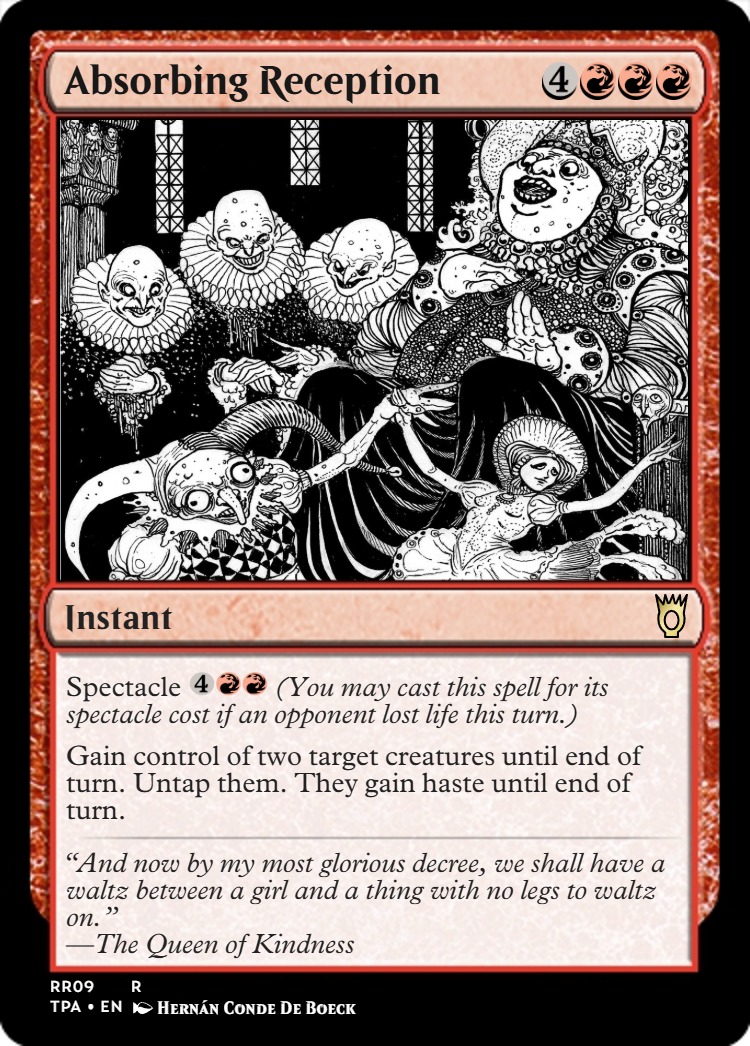 Absorbing Reception 4
Instant
Spectacle 4 (You may cast this spell for its
spectacle cost if an opponent lost life this turn.)
Gain control of two target creatures until end of
turn. Untap them. They gain haste until end of
turn.
“And now by my most glorious decree, we shall have a
waltz between a girl and a thing with no legs to waltz
on.”
—The Queen of Kindness
RR09 R
TPA • EN Hernán Conde De Boeck